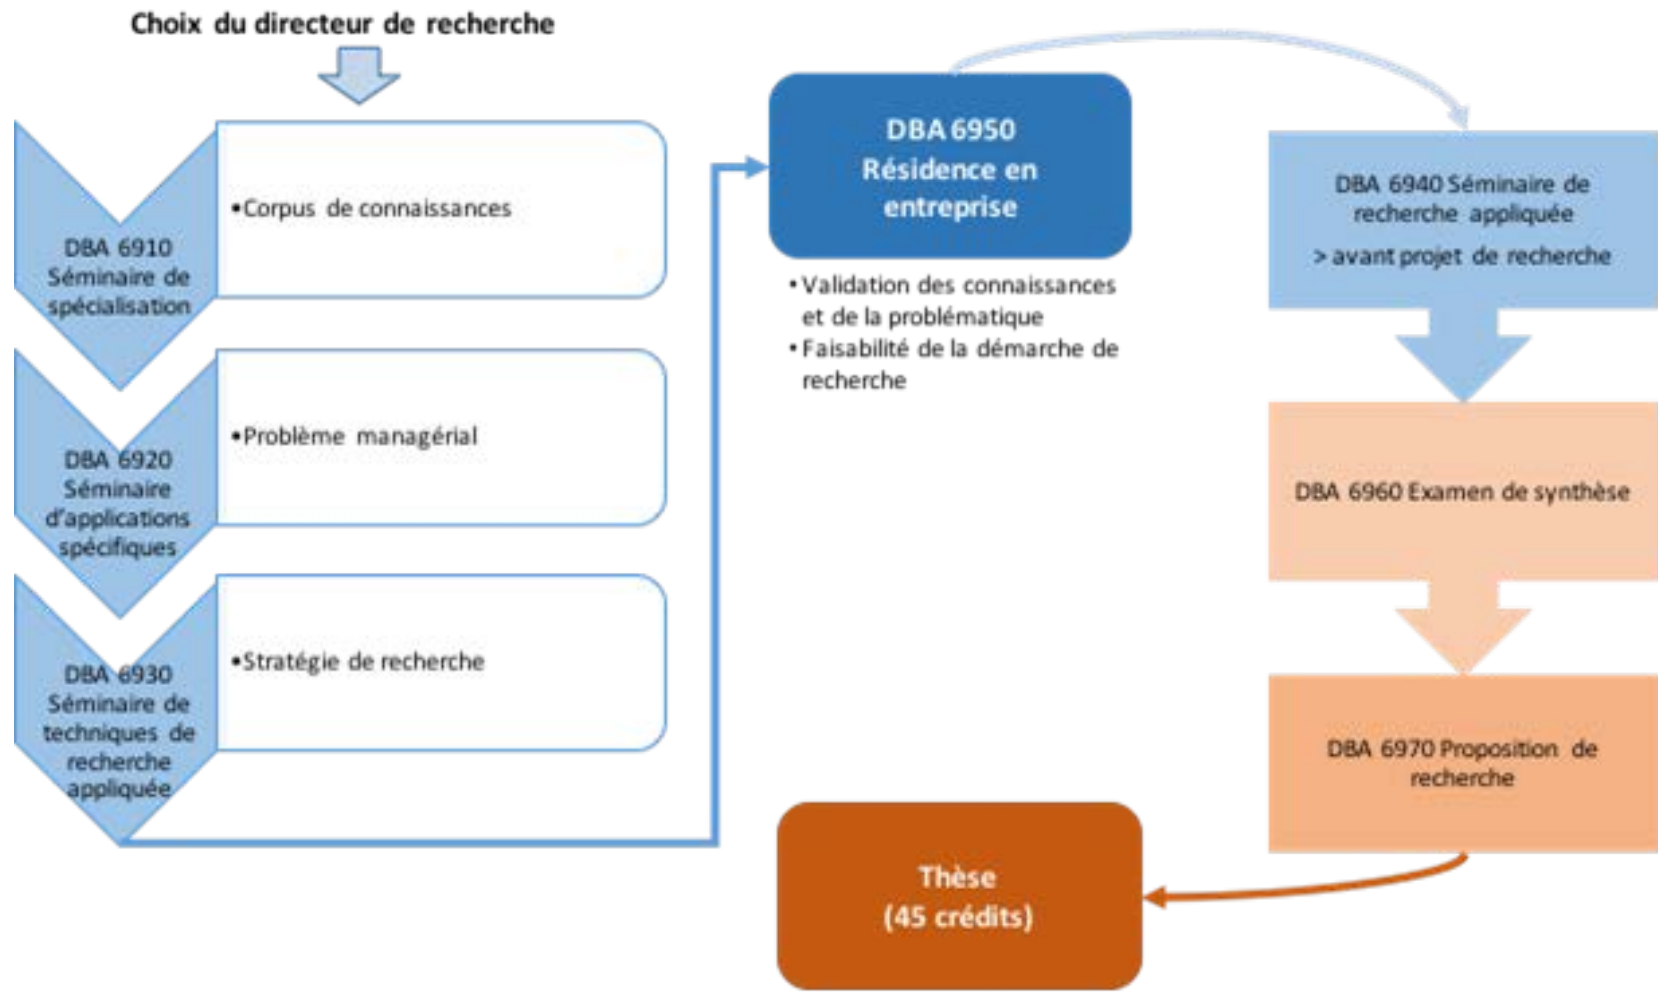 Choix du directeur de recherche
DBA 6910
Séminaire de
spécialisation
•Corpus de connaissances
DBA 6920
Séminaire
d'applications
spécifiques
•Problème managérial
DBA 6930
Séminaire de
techniques de
recherche
appliquée
•Stratégie de recherche
DBA 6950
Résidence en
entreprise
• Validation des connaissances
et de la problématique
• Faisabilité de la démarche de
recherche
DBA 6940 Séminaire de
recherche appliquée
> avant projet de recherche
DBA 6960 Examen de synthèse
DBA 6970 Proposition de
recherche
Thèse
(45 crédits)